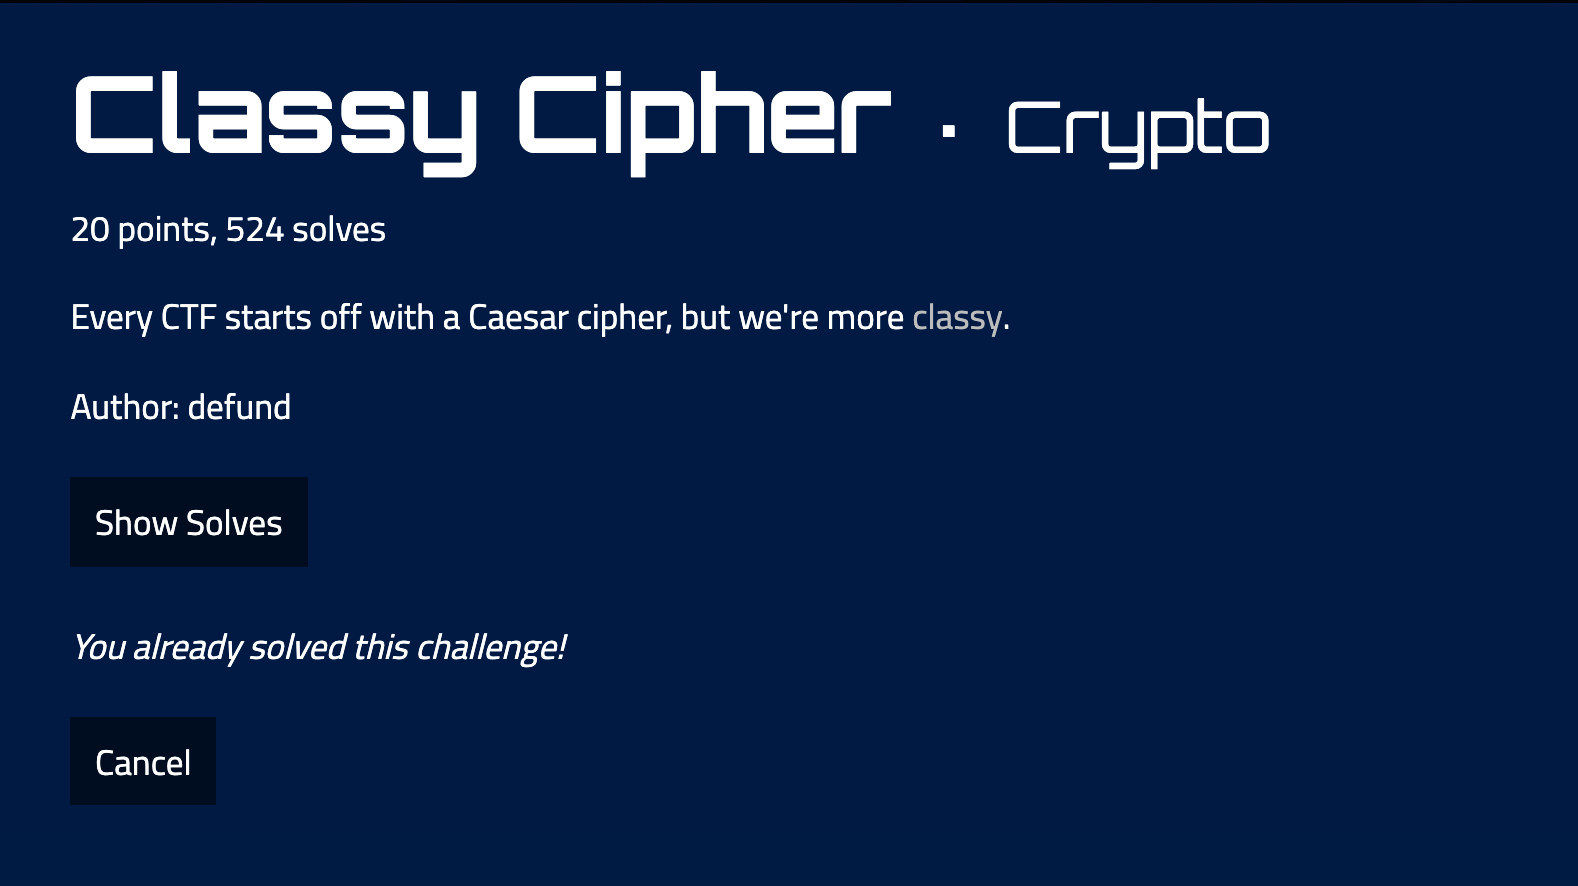 Classy Cipher · Crypto
20 points, 524 solves
Every CTF starts off with a Caesar cipher, but we're more classy.
Author: defund
Show Solves
You already solved this challenge!
Cancel